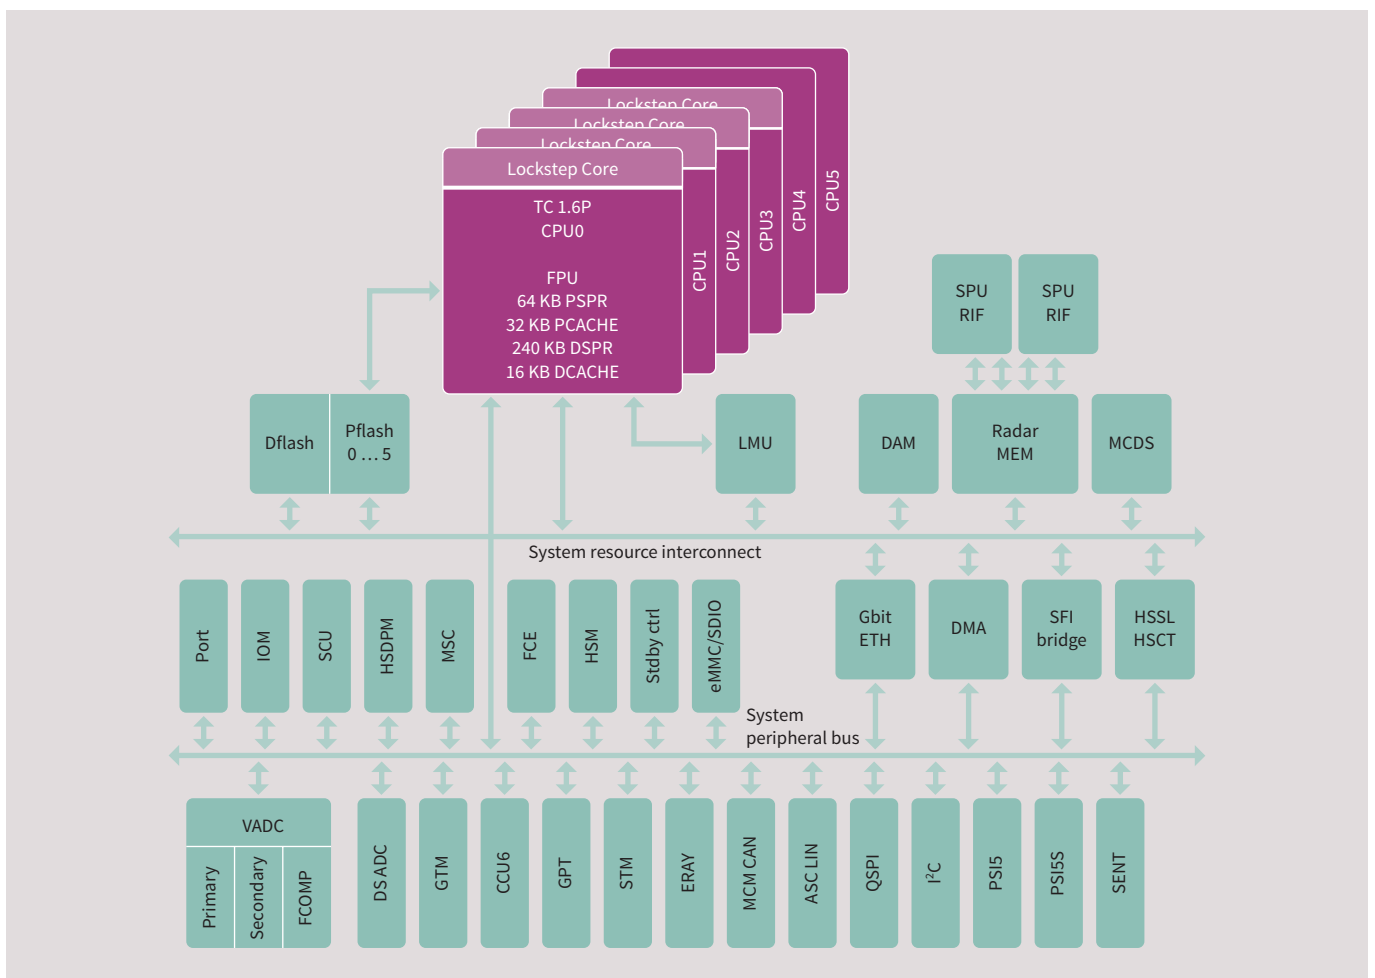 Lockstep Core
Lockstep Core
Lockstep Core
Lockstep Core
TC 1.6P
CPU0
FPU
64 KB PSPR
32 KB PCACHE
240 KB DSPR
16 KB DCACHE
CPU1
CPU2
CPU3
CPU4
CPU5
SPU
RIF
SPU
RIF
Dflash
Pflash
0 … 5
LMU
DAM
Radar
MEM
MCDS
System resource interconnect
Port
IOM
SCU
HSDPM
MSC
FCE
HSM
Stdby ctrl
eMMC/SDIO
Gbit
ETH
DMA
SFI
bridge
HSSL
HSCT
System
peripheral bus
VADC
Primary
Secondary
FCOMP
DS ADC
GTM
CCU6
GPT
STM
ERAY
MCM CAN
ASC LIN
QSPI
I²C
PSI5
PSI5S
SENT